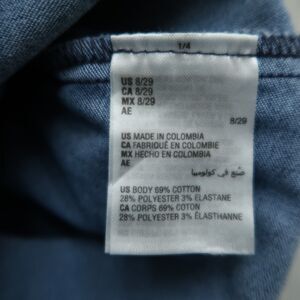 1/4
US 8/29
CA 8/29
MX 8/29
AE
8/29
US MADE IN COLOMBIA
CA FABRIQUÉ EN COLOMBIE
MX HECHO EN COLOMBIA
AE
صنع في كولومبيا
US BODY 69% COTTON
28% POLYESTER 3% ELASTANE
CA CORPS 69% COTON
28% POLYESTER 3% ÉLASTHANNE